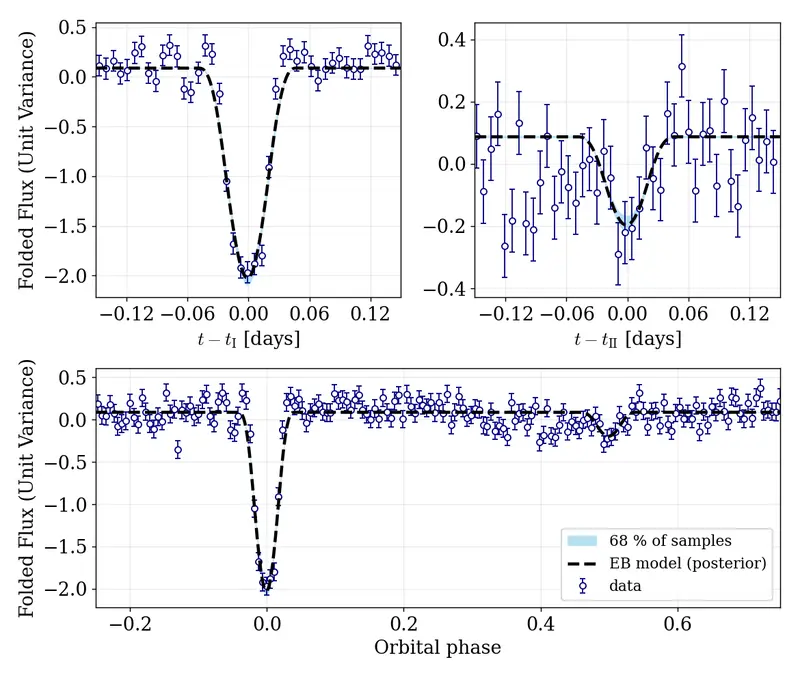 Folded Flux (Unit Variance)
0.5
0.0
−0.5
−1.0
−1.5
−2.0
−0.12 −0.06 0.00 0.06 0.12
t − t_I [days]
0.4
0.2
0.0
−0.2
−0.4
−0.12 −0.06 0.00 0.06 0.12
t − t_II [days]
Folded Flux (Unit Variance)
0.5
0.0
−0.5
−1.0
−1.5
−2.0
−0.2 0.0 0.2 0.4 0.6
Orbital phase
68 % of samples
EB model (posterior)
data